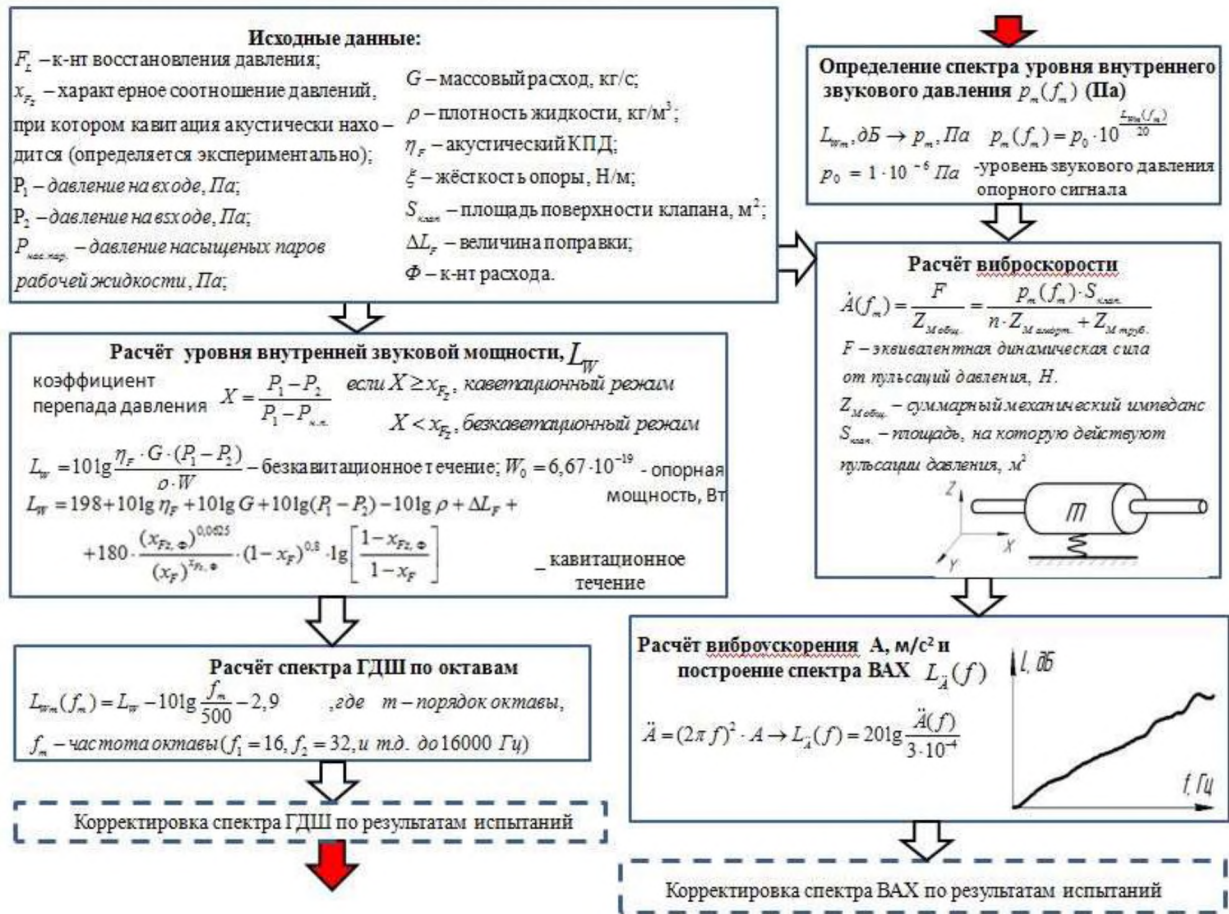 Исходные данные:
F_L – к-нт восстановления давления;
x_{Fz} – характерное соотношение давлений,
при котором кавитация акустически нахо –
дится (определяется экспериментально);
P₁ – давление на входе, Па;
P₂ – давление на вsходе, Па;
P_{нас.пар.} – давление насыщеных паров
рабочей жидкости, Па;
G – массовый расход, кг/с;
ρ – плотность жидкости, кг/м³;
η_F – акустический КПД;
ξ – жёсткость опоры, Н/м;
S_{клап} – площадь поверхности клапана, м²;
ΔL_F – величина поправки;
Ф – к-нт расхода.
Расчёт уровня внутренней звуковой мощности, L_W
коэффициент
перепада давления
X = (P₁ – P₂) / (P₁ – P_{н.п.})
если X ≥ x_{Fz}, каветационный режим
X < x_{Fz}, безкаветационный режим
L_W = 101g (η_F · G · (P₁ – P₂)) / (ρ · W) – безкавитационное течение; W₀ = 6,67·10⁻¹⁹ - опорная
мощность, Вт
L_W = 198 + 101g η_F + 101g G + 101g(P₁ – P₂) – 101g ρ + ΔL_F +
+180 · (x_{Fz, Ф})^{0,0625} / (x_F)^{x_{Fz, Ф}} · (1 – x_F)^{0,8} · lg[(1 – x_{Fz, Ф}) / (1 – x_F)]
– кавитационное
течение
Расчёт спектра ГДШ по октавам
L_{Wm}(f_m) = L_W – 101g f_m/500 – 2,9 ,где m – порядок октавы,
f_m – частота октавы (f₁ = 16, f₂ = 32, и т.д. до 16000 Гц)
Корректировка спектра ГДШ по результатам испытаний
Определение спектра уровня внутреннего
звукового давления p_m(f_m) (Па)
L_{Wm}, дБ → p_m, Па p_m(f_m) = p₀ · 10^{L_{Wm}(f_m)/20}
p₀ = 1·10⁻⁶ Па -уровень звукового давления
опорного сигнала
Расчёт виброскорости
Ȧ(f_m) = F / Z_{М общ.} = (p_m(f_m) · S_{клап.}) / (n · Z_{М аморт.} + Z_{М труб.})
F – эквивалентная динамическая сила
от пульсаций давления, Н.
Z_{М общ.} – суммарный механический импеданс
S_{клап.} – площадь, на которую действуют
пульсации давления, м²
Z
m
X
Y
Расчёт виброускорения А, м/с² и
построение спектра ВАХ L_Ä(f)
Ä = (2π f)² · A → L_Ä(f) = 201g Ä(f) / 3·10⁻⁴
L, дБ
f, Гц
Корректировка спектра ВАХ по результатам испытаний